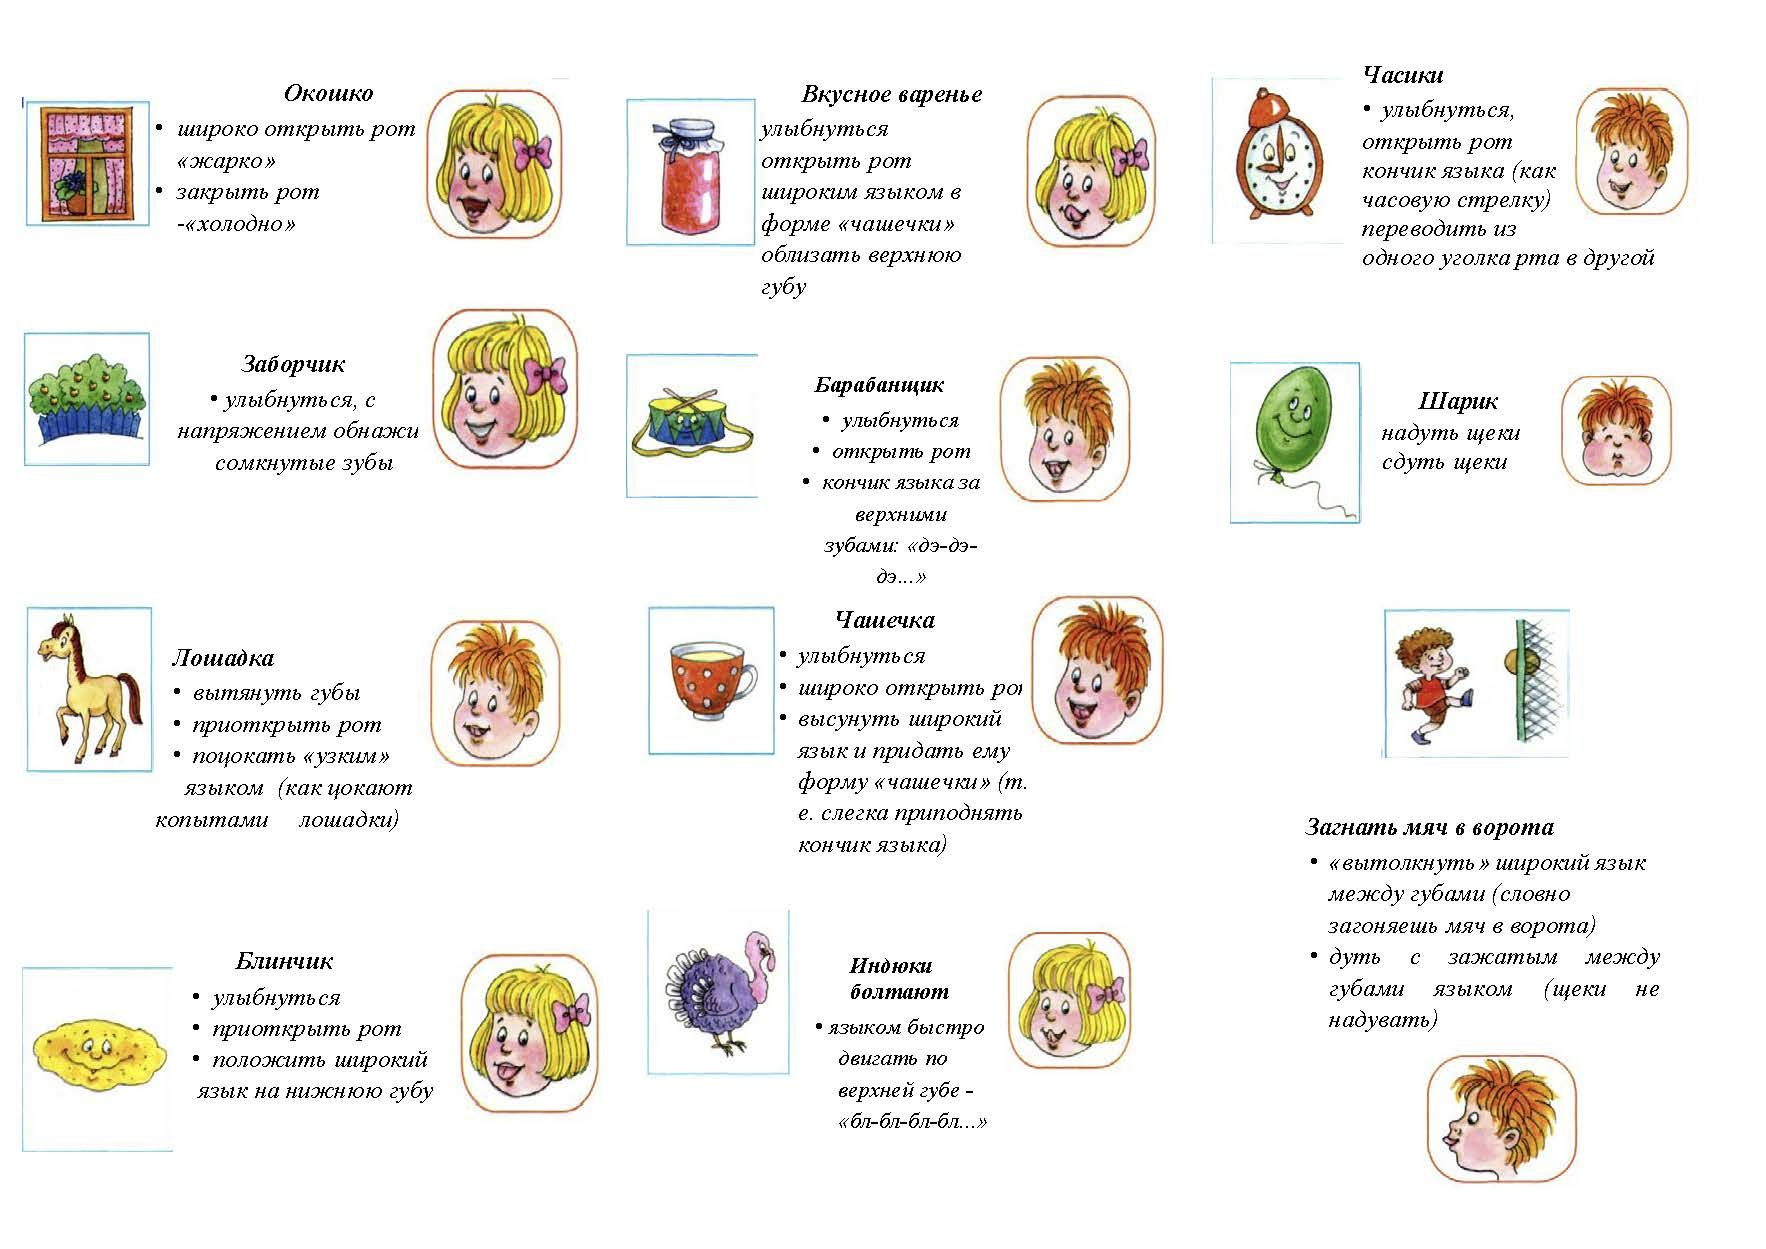 Окошко
• широко открыть рот
«жарко»
• закрыть рот
-«холодно»
Заборчик
• улыбнуться, с
напряжением обнажи
сомкнутые зубы
Лошадка
• вытянуть губы
• приоткрыть рот
• поцокать «узким»
языком (как цокают
копытами лошадки)
Блинчик
• улыбнуться
• приоткрыть рот
• положить широкий
язык на нижнюю губу
Вкусное варенье
улыбнуться
открыть рот
широким языком в
форме «чашечки»
облизать верхнюю
губу
Барабанщик
• улыбнуться
• открыть рот
• кончик языка за
верхними
зубами: «дэ-дэ-
дэ...»
Чашечка
• улыбнуться
• широко открыть рот
• высунуть широкий
язык и придать ему
форму «чашечки» (т.
е. слегка приподнять
кончик языка)
Индюки
болтают
• языком быстро
двигать по
верхней губе -
«бл-бл-бл-бл...»
Часики
• улыбнуться,
открыть рот
кончик языка (как
часовую стрелку)
переводить из
одного уголка рта в другой
Шарик
надуть щеки
сдуть щеки
Загнать мяч в ворота
• «вытолкнуть» широкий язык
между губами (словно
загоняешь мяч в ворота)
• дуть с зажатым между
губами языком (щеки не
надувать)